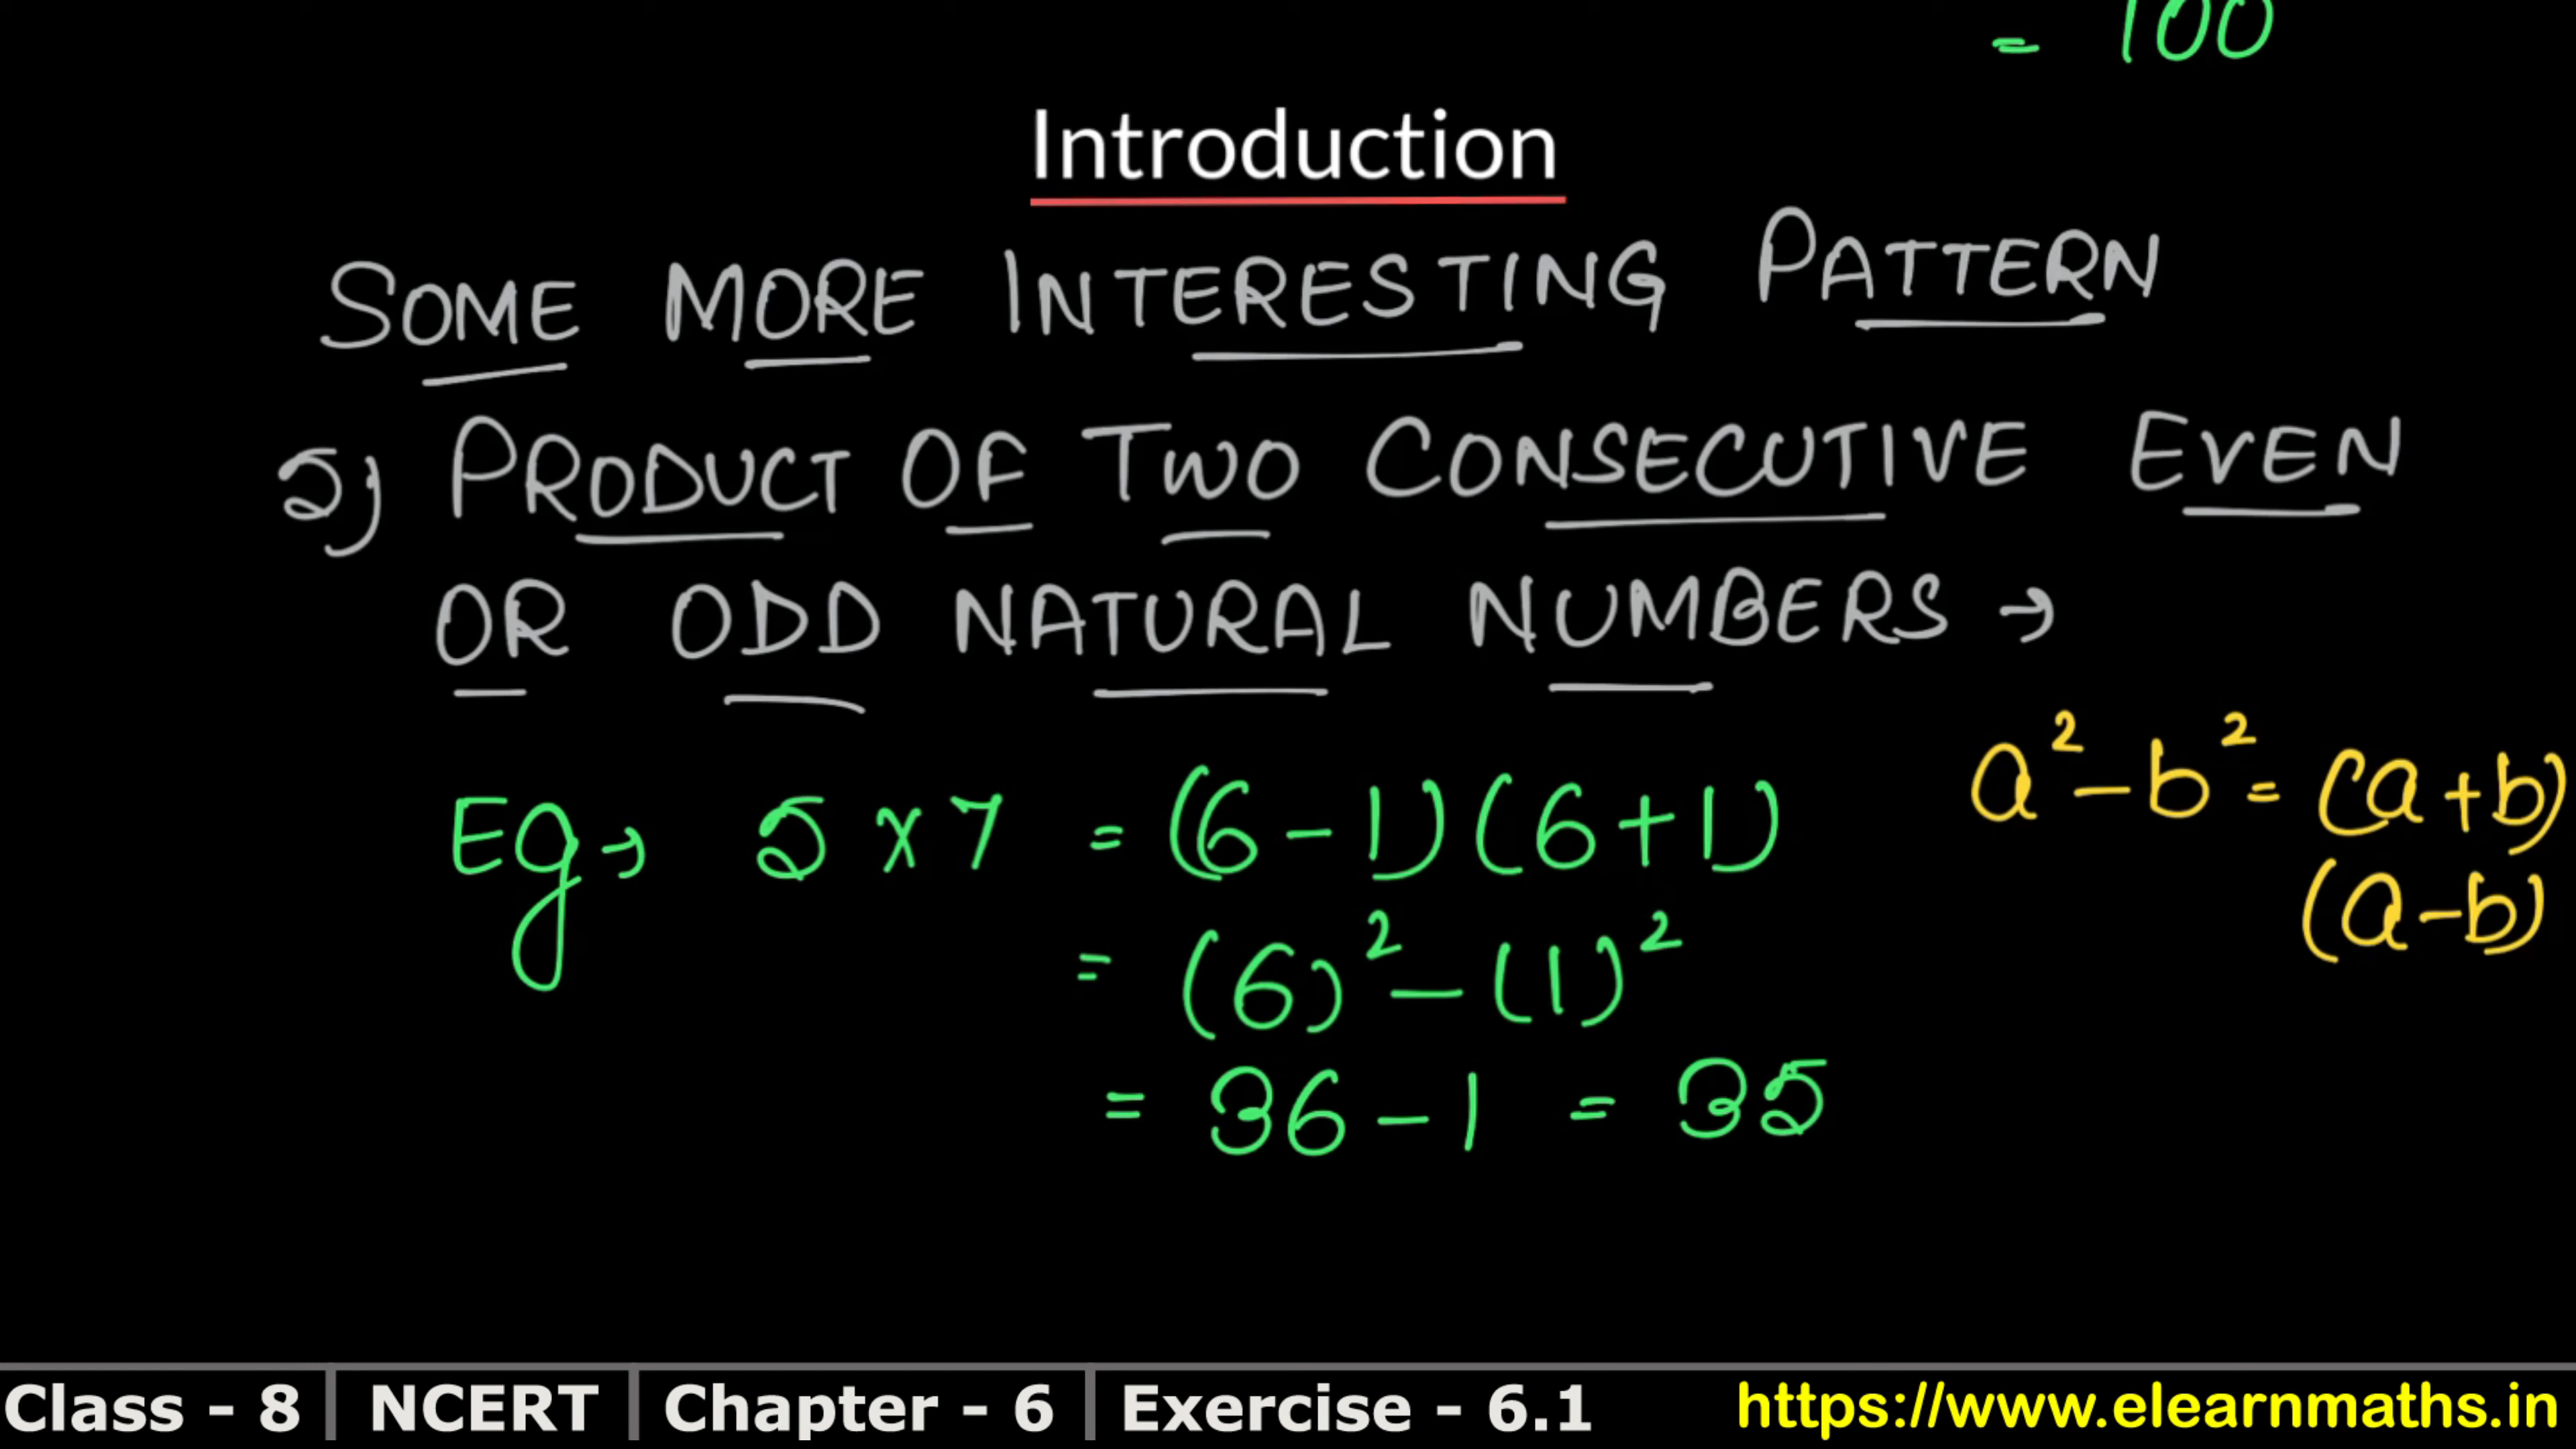 = 100
Introduction
SOME MORE INTERESTING PATTERN
5) PRODUCT OF TWO CONSECUTIVE EVEN
OR ODD NATURAL NUMBERS →
a² - b² = (a + b)
(a - b)
Eg → 5 × 7 = (6 - 1) (6 + 1)
= (6)² - (1)²
= 36 - 1 = 35
Class - 8 | NCERT | Chapter - 6 | Exercise - 6.1 https://www.elearnmaths.in